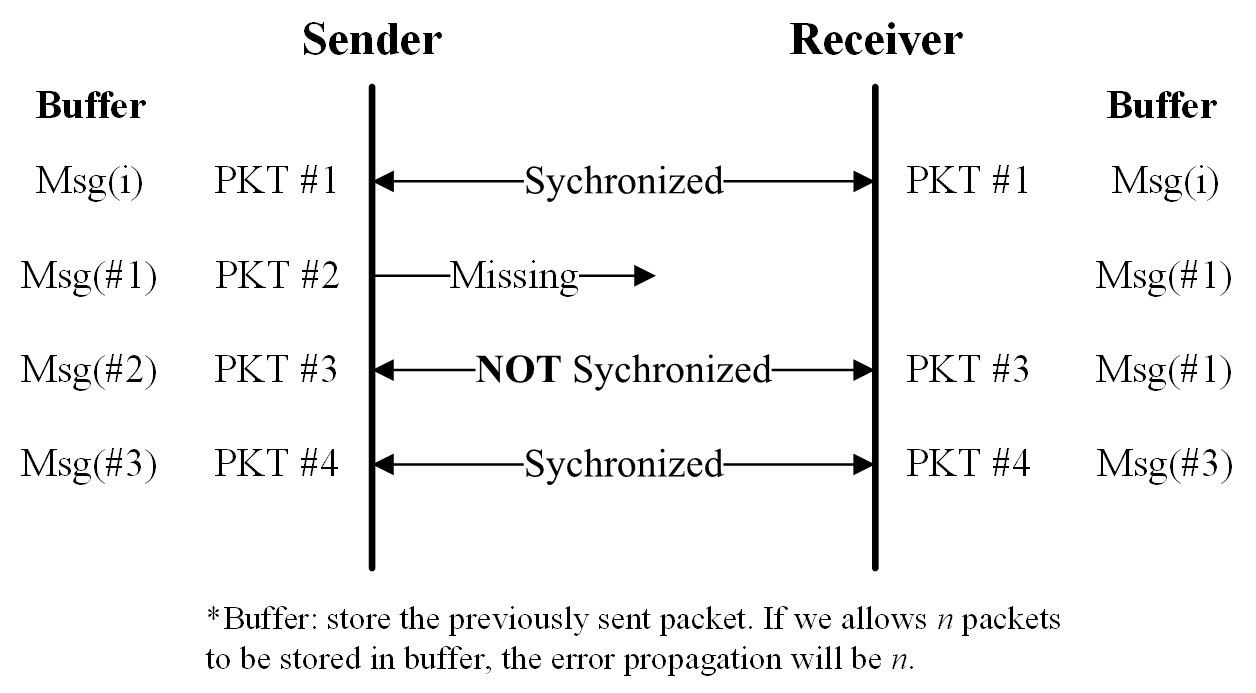 Sender Receiver
Buffer Buffer
Msg(i) PKT #1 Sychronized PKT #1 Msg(i)
Msg(#1) PKT #2 Missing Msg(#1)
Msg(#2) PKT #3 NOT Sychronized PKT #3 Msg(#1)
Msg(#3) PKT #4 Sychronized PKT #4 Msg(#3)
*Buffer: store the previously sent packet. If we allows n packets
to be stored in buffer, the error propagation will be n.